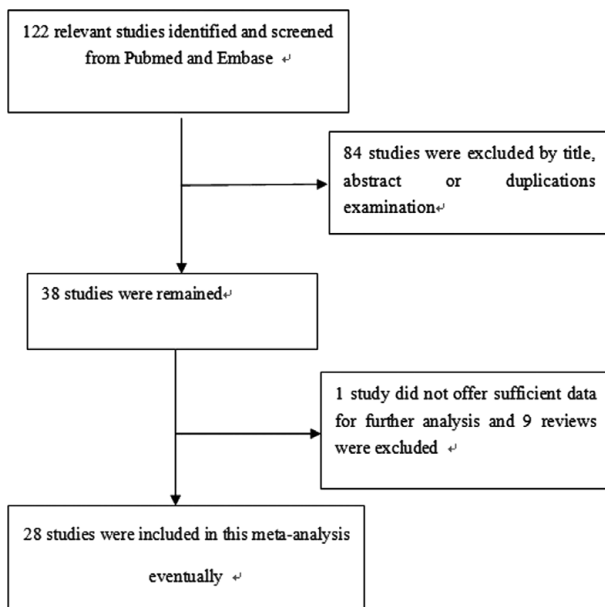 122 relevant studies identified and screened
from Pubmed and Embase ↵
84 studies were excluded by title,
abstract or duplications
examination↵
38 studies were remained↵
1 study did not offer sufficient data
for further analysis and 9 reviews
were excluded ↵
28 studies were included in this meta-analysis
eventually ↵